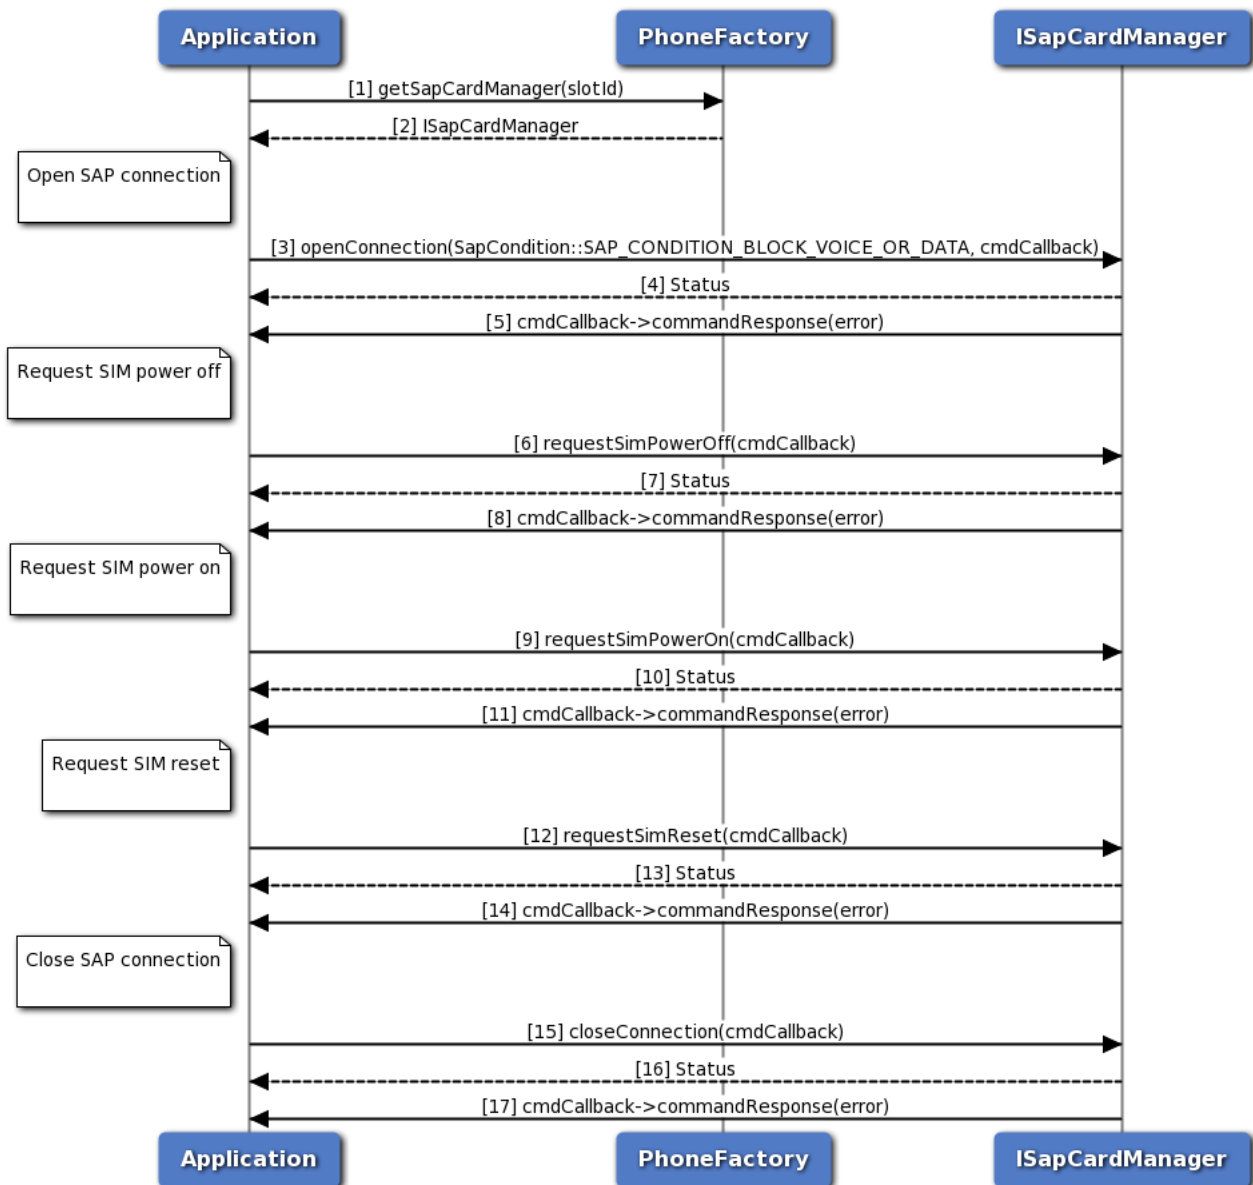 Application PhoneFactory ISapCardManager
[1] getSapCardManager(slotId)
[2] ISapCardManager
Open SAP connection
[3] openConnection(SapCondition::SAP_CONDITION_BLOCK_VOICE_OR_DATA, cmdCallback)
[4] Status
[5] cmdCallback->commandResponse(error)
Request SIM power off
[6] requestSimPowerOff(cmdCallback)
[7] Status
[8] cmdCallback->commandResponse(error)
Request SIM power on
[9] requestSimPowerOn(cmdCallback)
[10] Status
[11] cmdCallback->commandResponse(error)
Request SIM reset
[12] requestSimReset(cmdCallback)
[13] Status
[14] cmdCallback->commandResponse(error)
Close SAP connection
[15] closeConnection(cmdCallback)
[16] Status
[17] cmdCallback->commandResponse(error)
Application PhoneFactory ISapCardManager